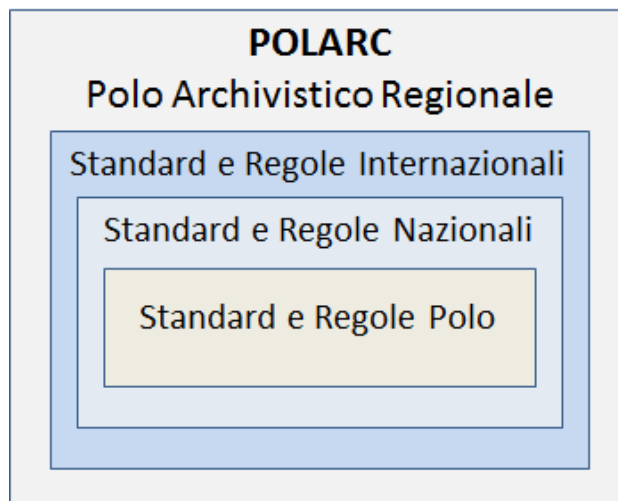 POLARC
Polo Archivistico Regionale
Standard e Regole Internazionali
Standard e Regole Nazionali
Standard e Regole Polo